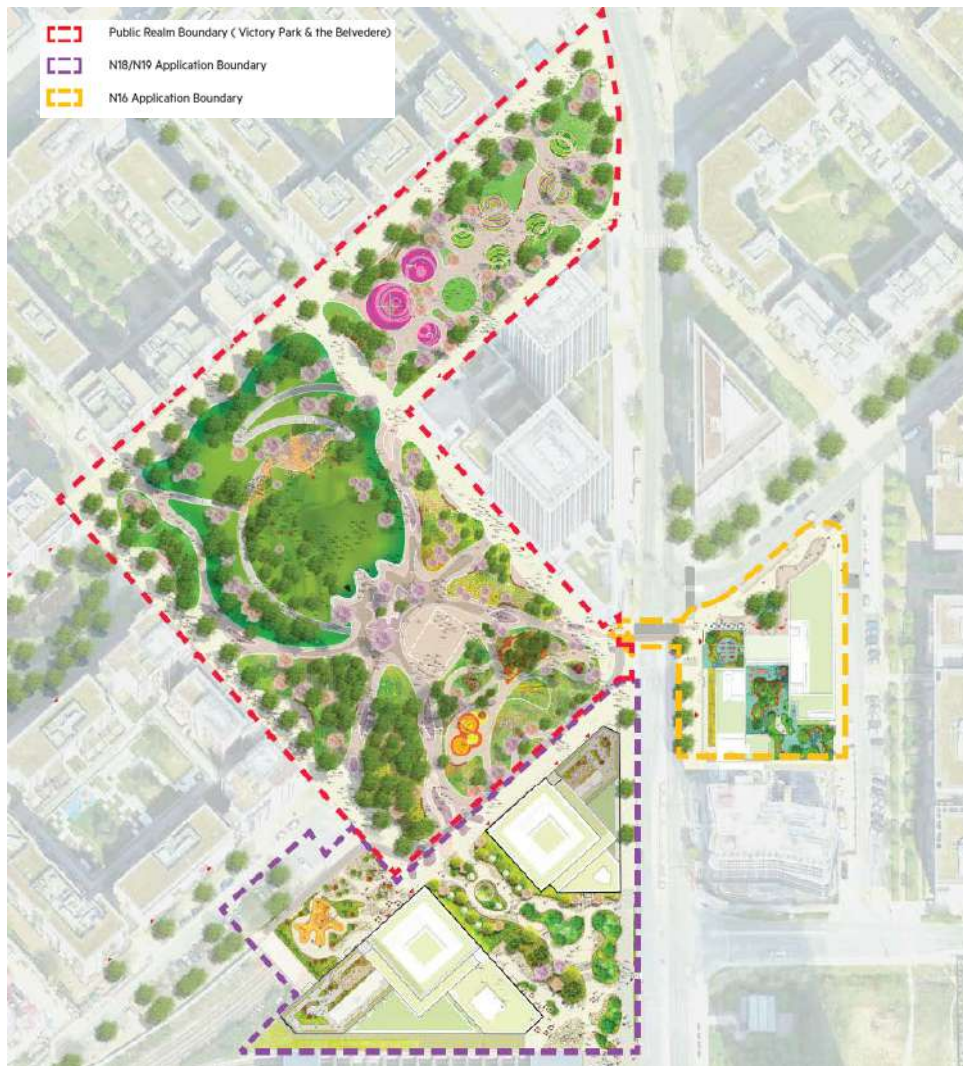 Public Realm Boundary ( Victory Park & the Belvedere)
N18/N19 Application Boundary
N16 Application Boundary